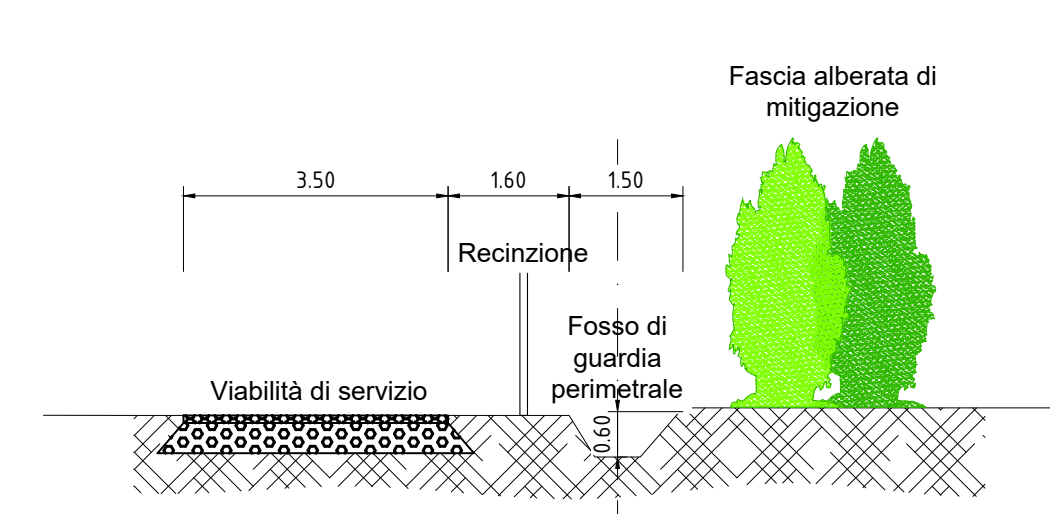 Fascia alberata di
mitigazione
3.50
1.60
1.50
Recinzione
Fosso di
guardia
perimetrale
Viabilità di servizio
0.60